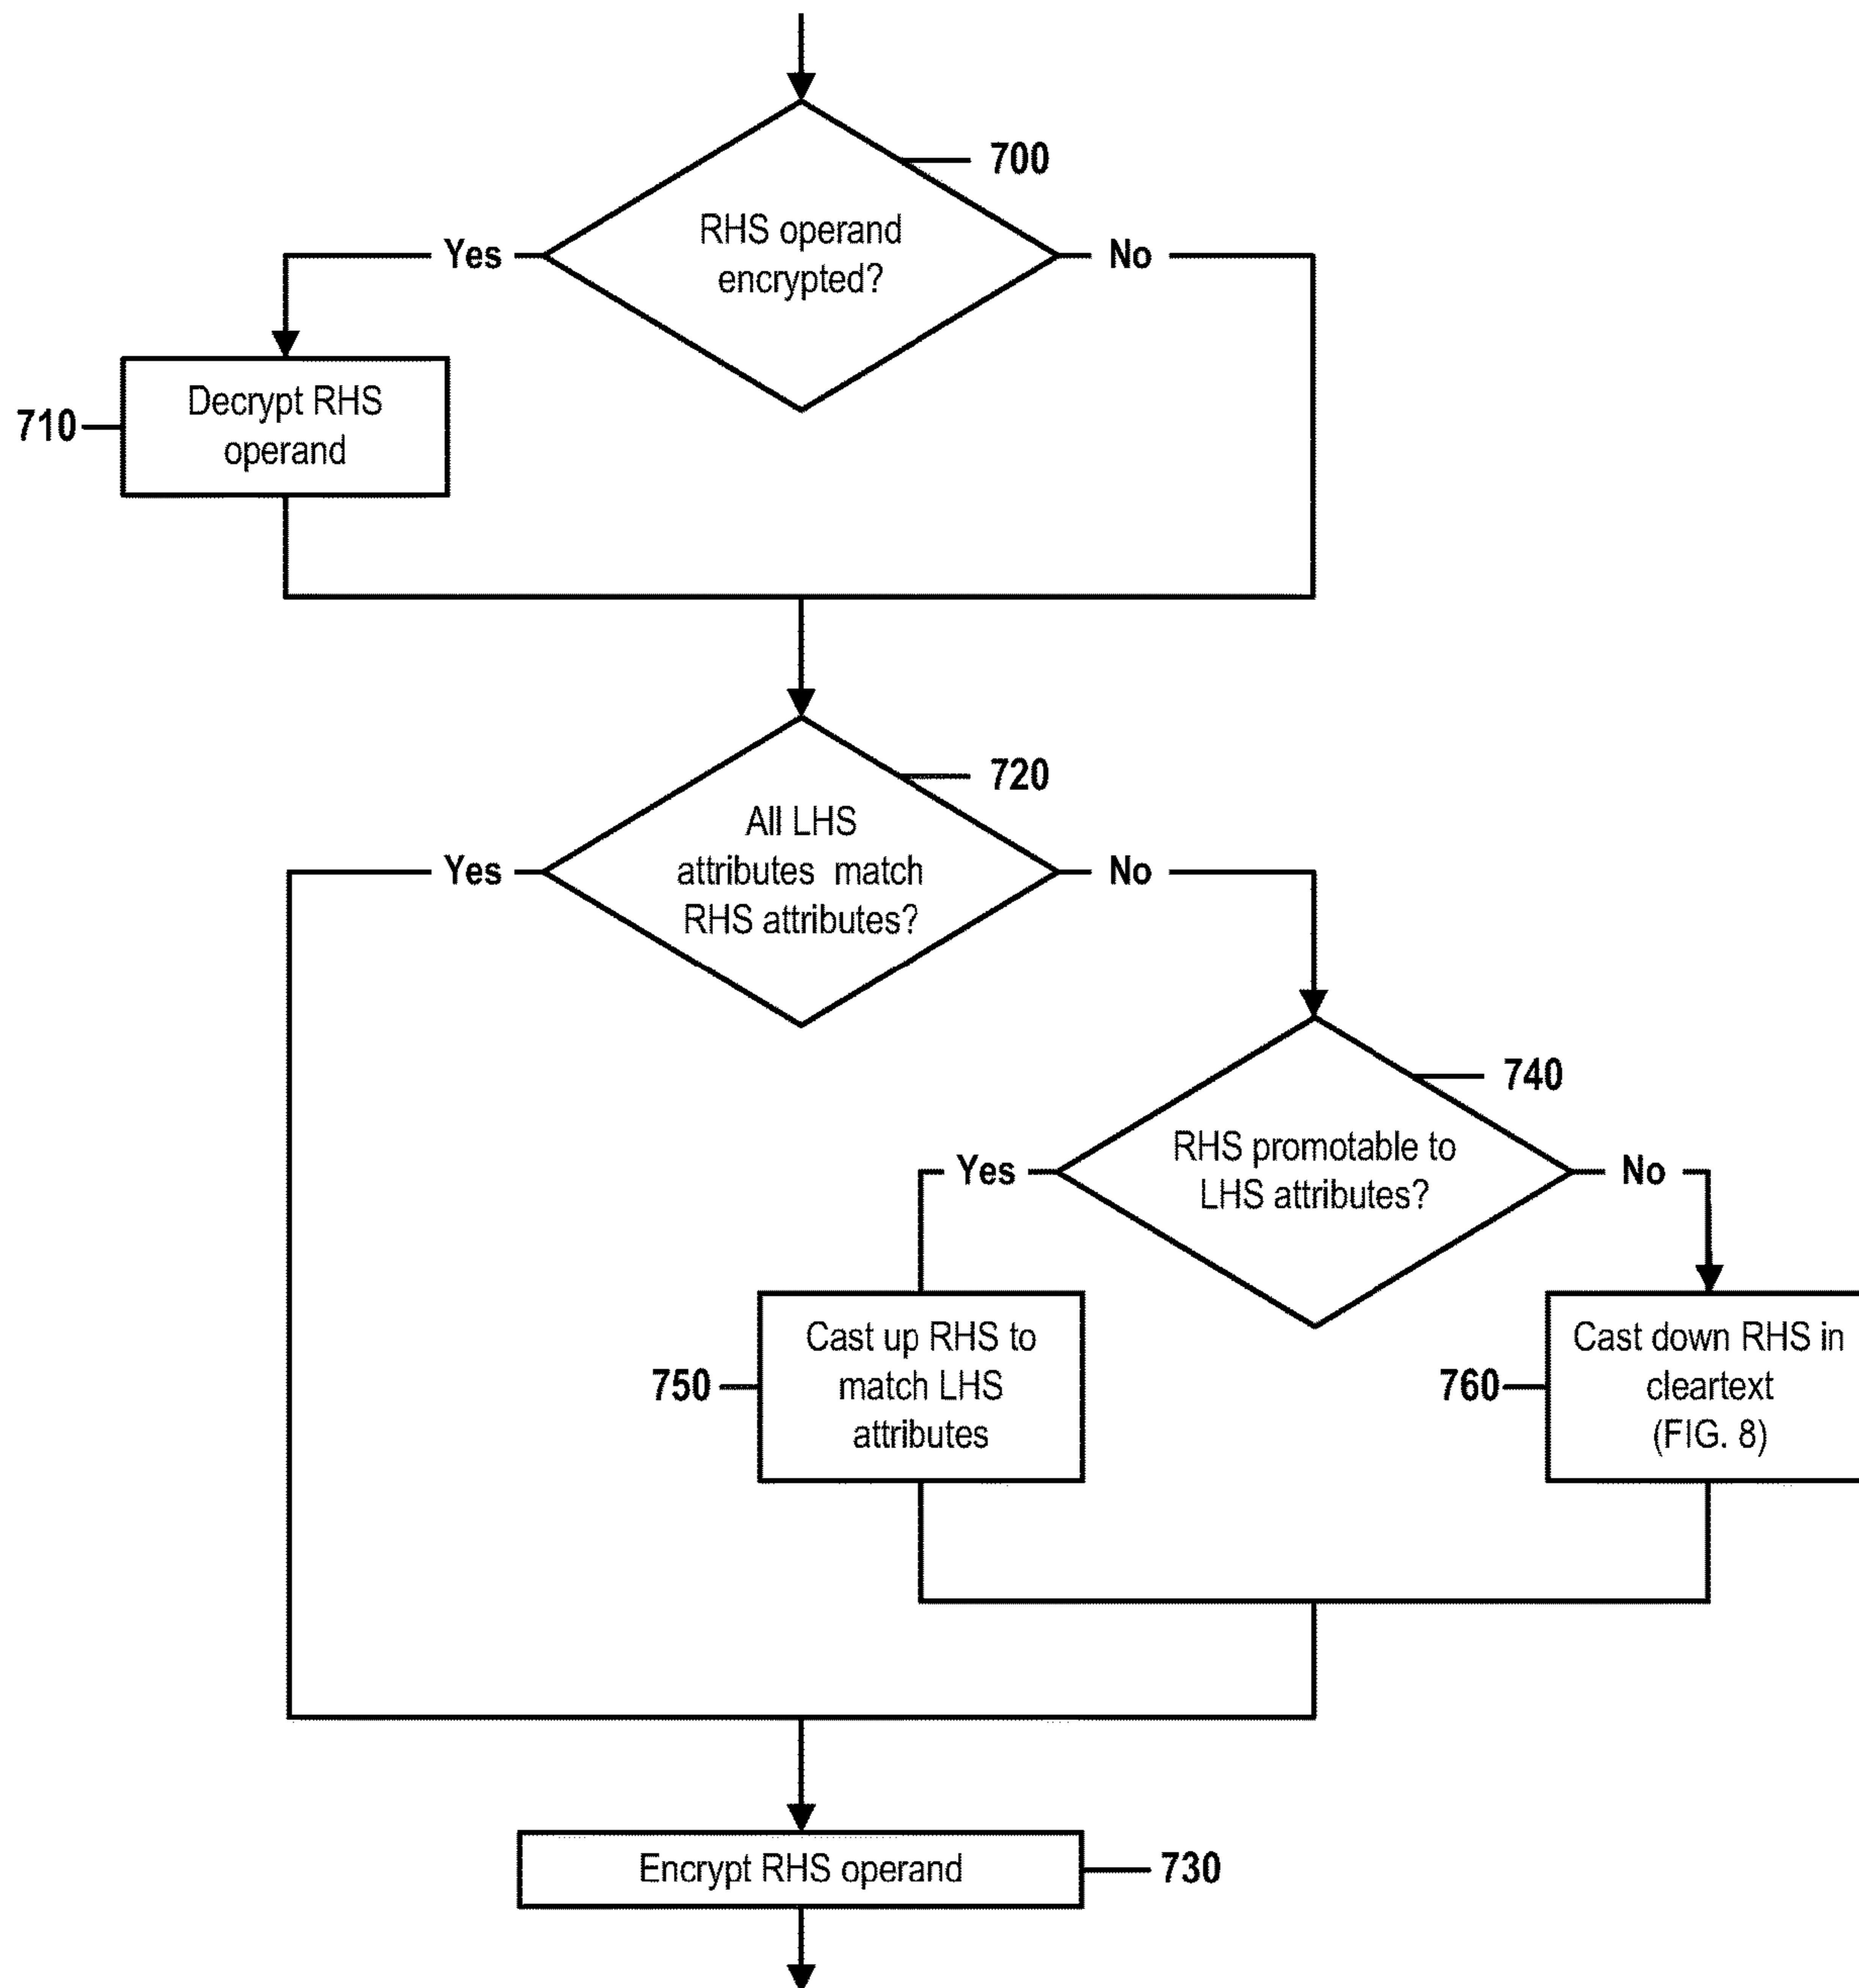 700
RHS operand
encrypted?
Yes
No
710
Decrypt RHS
operand
720
All LHS
attributes match
RHS attributes?
Yes
No
740
RHS promotable to
LHS attributes?
Yes
No
750
Cast up RHS to
match LHS
attributes
760
Cast down RHS in
cleartext
(FIG. 8)
Encrypt RHS operand
730